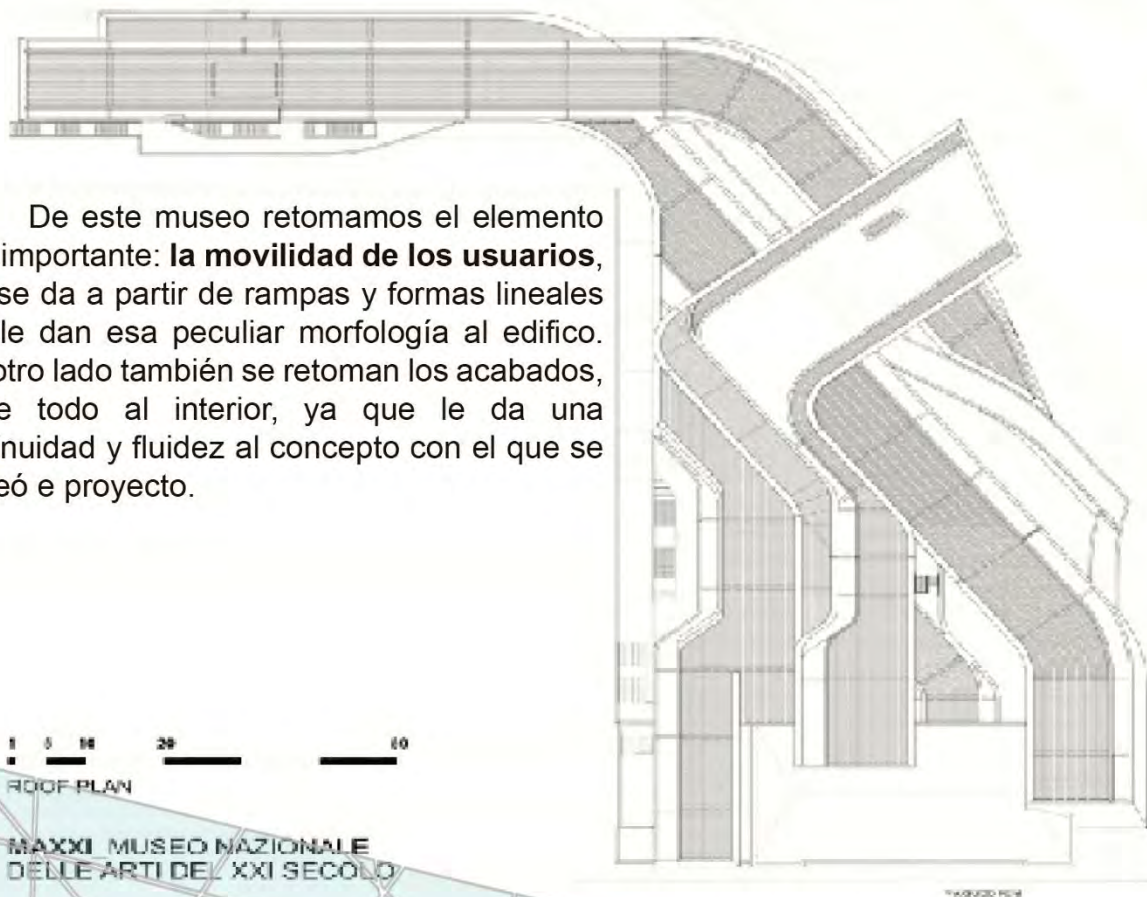 De este museo retomamos el elemento
importante: la movilidad de los usuarios,
se da a partir de rampas y formas lineales
le dan esa peculiar morfología al edifico.
otro lado también se retoman los acabados,
e todo al interior, ya que le da una
nuidad y fluidez al concepto con el que se
eó e proyecto.
1 5 10 20
ROOF PLAN
MAXXI_MUSEO NAZIONALE
DELLE ARTI DEL XXI SECOLO